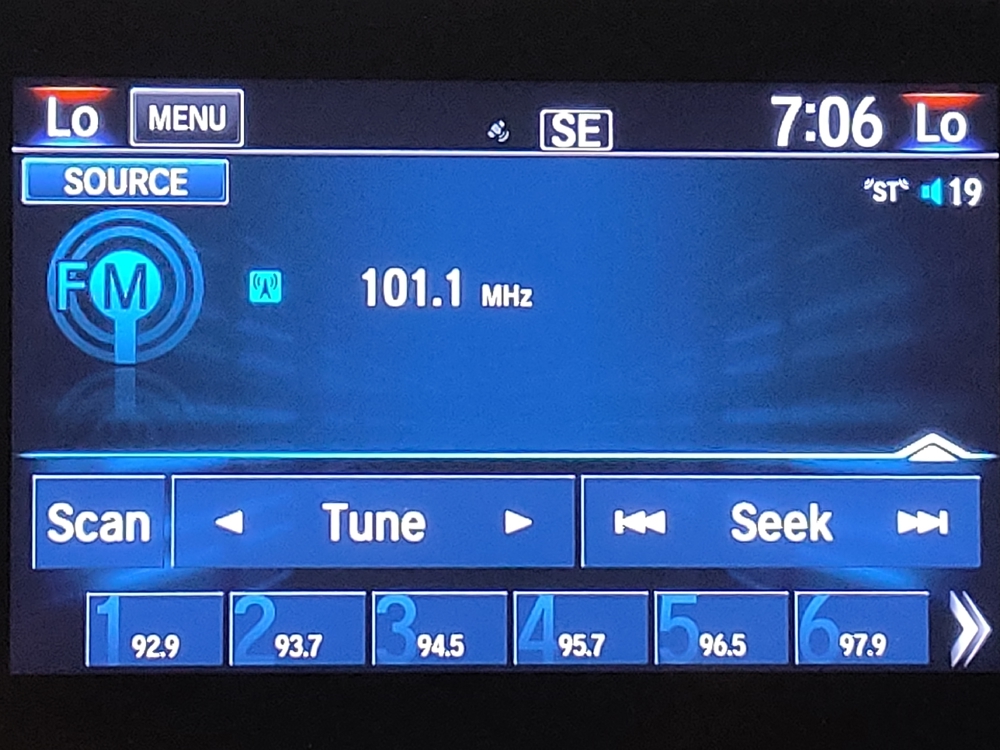 Lo MENU SE 7:06 Lo
SOURCE "ST" 19
FM 101.1 MHz
Scan Tune Seek
1 92.9 2 93.7 3 94.5 4 95.7 5 96.5 6 97.9